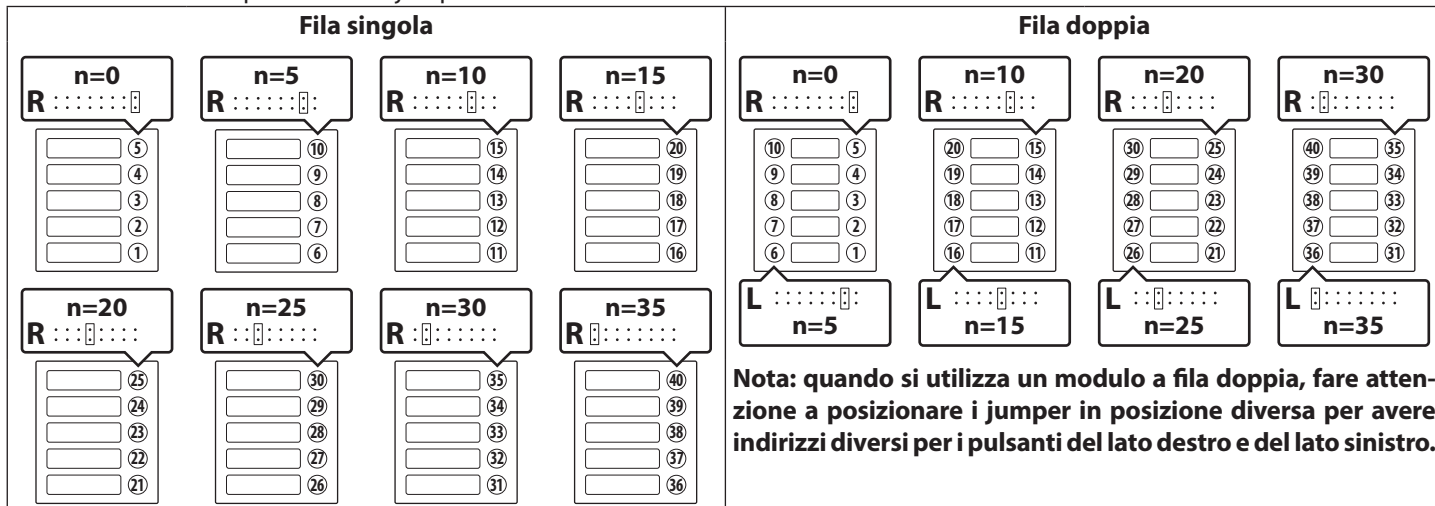 Fila singola
n=0
R
5
4
3
2
1
n=5
R
10
9
8
7
6
n=10
R
15
14
13
12
11
n=15
R
20
19
18
17
16
n=20
R
25
24
23
22
21
n=25
R
30
29
28
27
26
n=30
R
35
34
33
32
31
n=35
R
40
39
38
37
36
Fila doppia
n=0
R
10 5
9 4
8 3
7 2
6 1
L
n=5
n=10
R
20 15
19 14
18 13
17 12
16 11
L
n=15
n=20
R
30 25
29 24
28 23
27 22
26 21
L
n=25
n=30
R
40 35
39 34
38 33
37 32
36 31
L
n=35
Nota: quando si utilizza un modulo a fila doppia, fare atten-
zione a posizionare i jumper in posizione diversa per avere
indirizzi diversi per i pulsanti del lato destro e del lato sinistro.